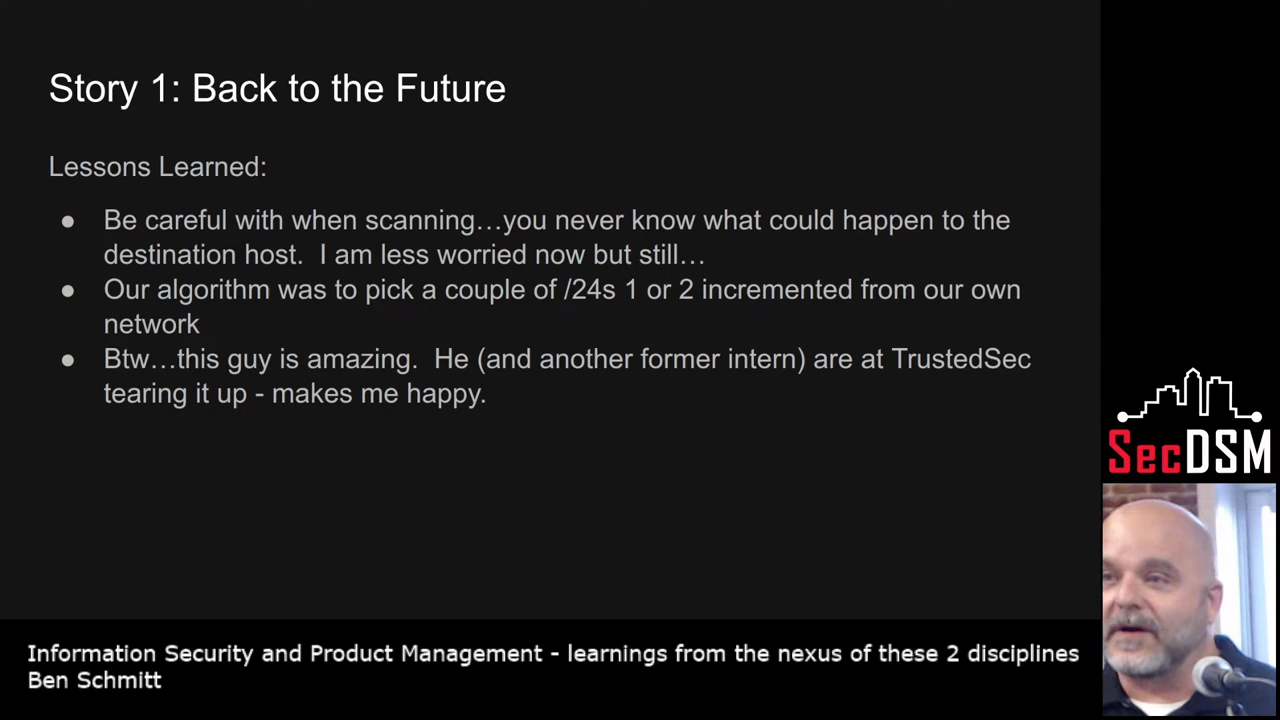 Story 1: Back to the Future
Lessons Learned:
● Be careful with when scanning…you never know what could happen to the
destination host.  I am less worried now but still…
● Our algorithm was to pick a couple of /24s 1 or 2 incremented from our own
network
● Btw…this guy is amazing.  He (and another former intern) are at TrustedSec
tearing it up - makes me happy.
SecDSM
Information Security and Product Management - learnings from the nexus of these 2 disciplines
Ben Schmitt